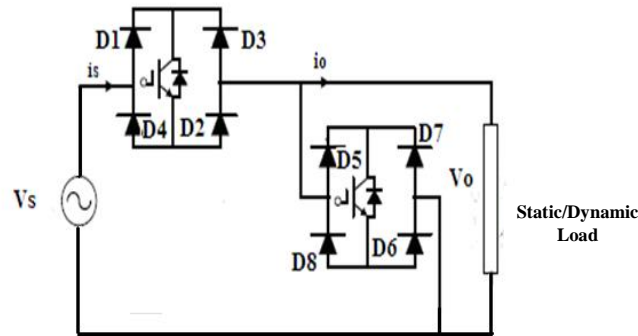 D1
D3
is
io
D4
D2
D7
D5
Vo
Vs
Static/Dynamic
Load
D8
D6